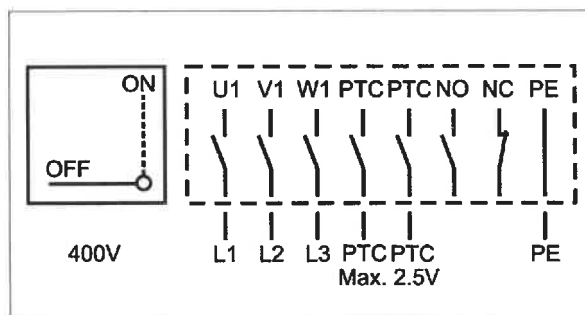 ON
OFF
400V
U1 V1 W1 PTC PTC NO NC PE
L1 L2 L3 PTC PTC PE
Max. 2.5V